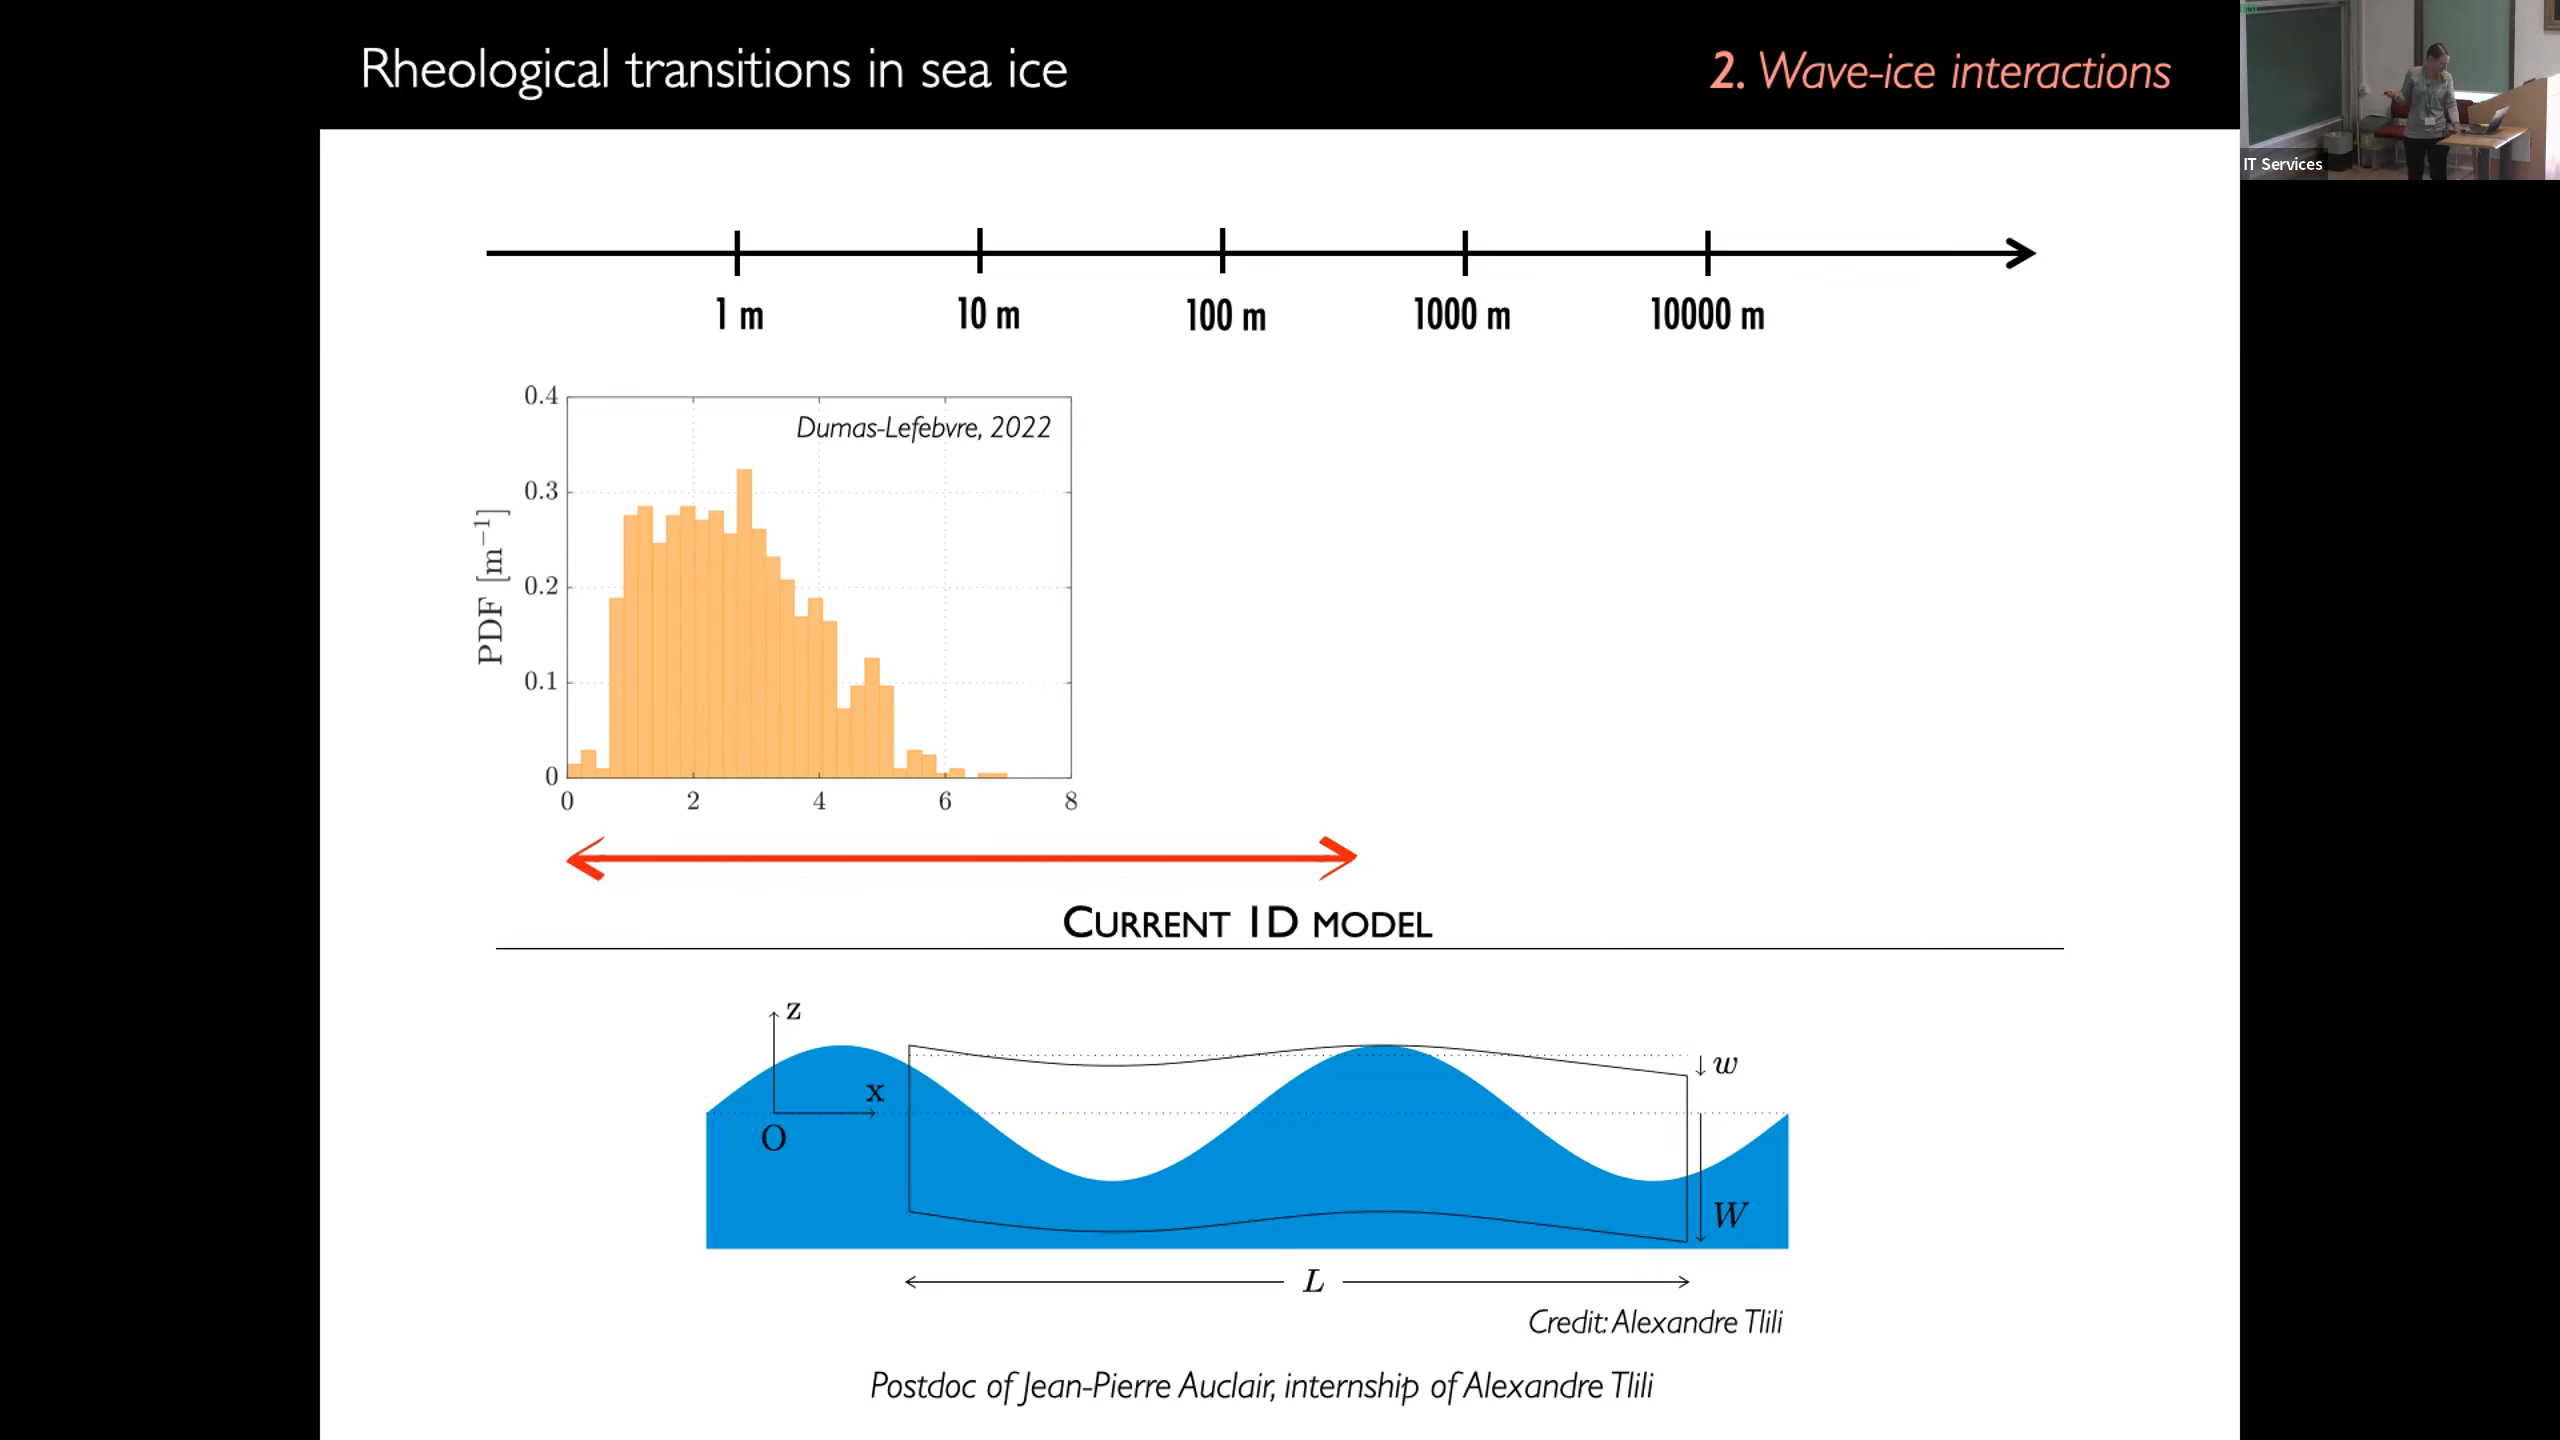 Rheological transitions in sea ice
2. Wave-ice interactions
IT Services
1 m
10 m
100 m
1000 m
10000 m
0.4
0.3
0.2
0.1
0
PDF [m⁻¹]
Dumas-Lefebvre, 2022
0 2 4 6 8
CURRENT 1D MODEL
z
x
O
w
W
L
Credit: Alexandre Tlili
Postdoc of Jean-Pierre Auclair, internship of Alexandre Tlili